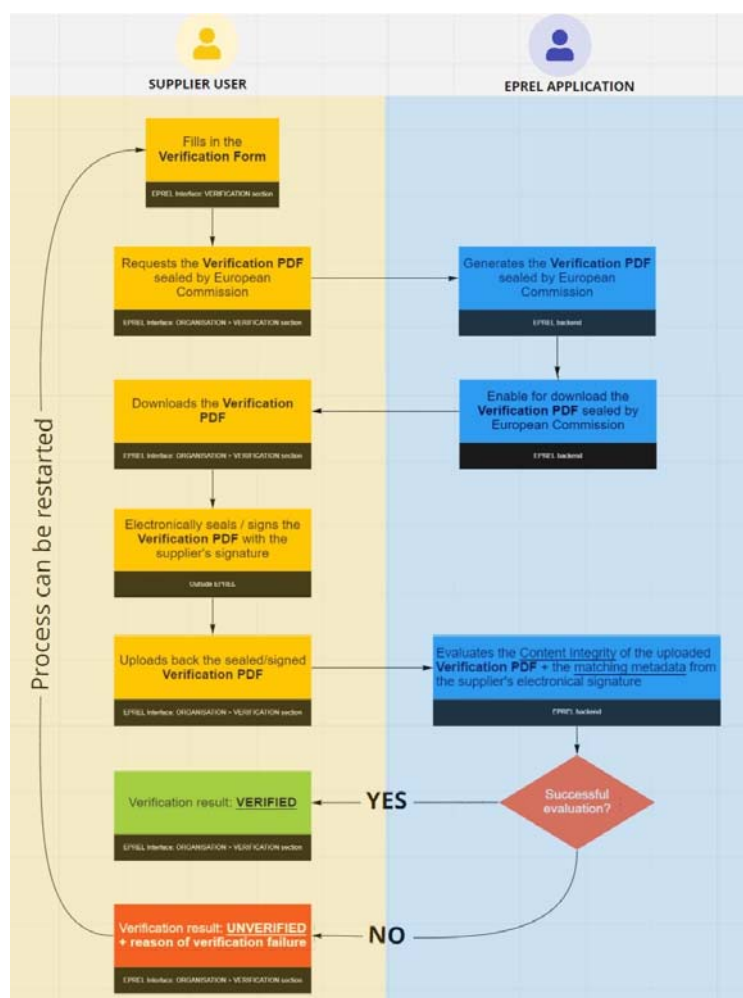 SUPPLIER USER
EPREL APPLICATION
Fills in the
Verification Form
EPREL Interface: VERIFICATION section
Requests the Verification PDF
sealed by European
Commission
EPREL Interface: ORGANISATION > VERIFICATION section
Generates the Verification PDF
sealed by European
Commission
EPREL backend
Downloads the Verification
PDF
EPREL Interface: ORGANISATION > VERIFICATION section
Enable for download the
Verification PDF sealed by
European Commission
EPREL backend
Electronically seals / signs the
Verification PDF with the
supplier's signature
Outside EPREL
Uploads back the sealed/signed
Verification PDF
EPREL Interface: ORGANISATION > VERIFICATION section
Evaluates the Content Integrity of the uploaded
Verification PDF + the matching metadata from
the supplier's electronical signature
EPREL backend
Successful
evaluation?
YES
Verification result: VERIFIED
EPREL Interface: ORGANISATION > VERIFICATION section
NO
Verification result: UNVERIFIED
+ reason of verification failure
EPREL Interface: ORGANISATION > VERIFICATION section
Process can be restarted